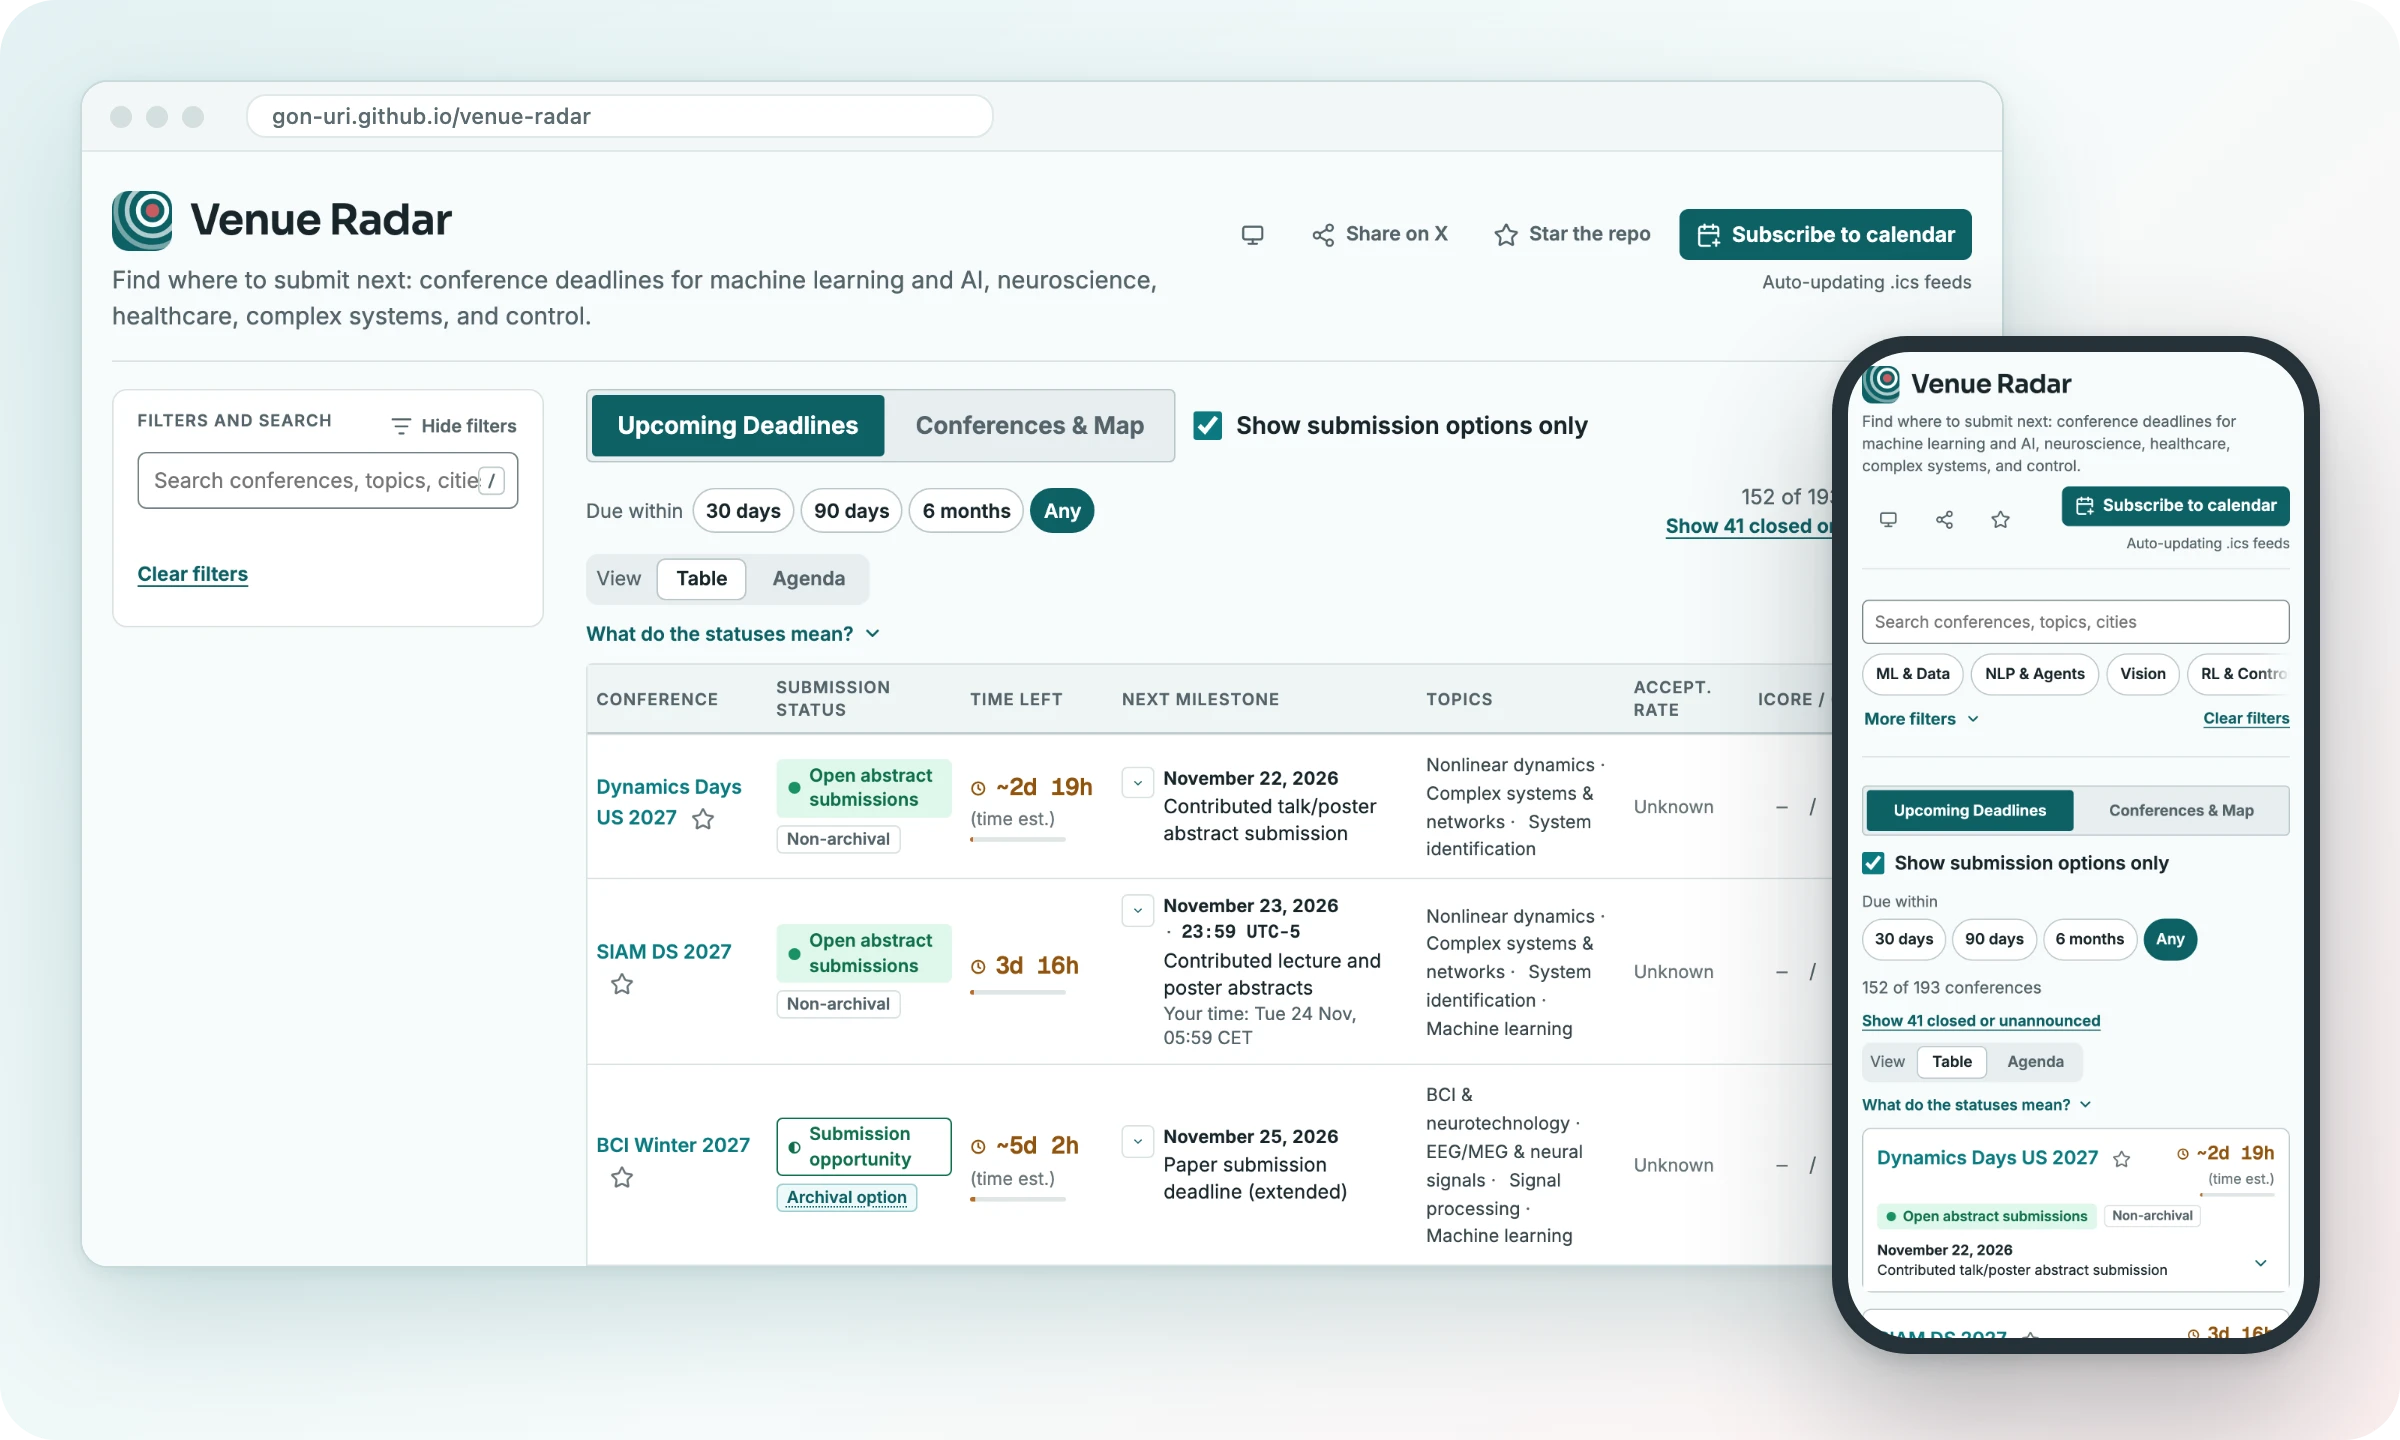 gon-uri.github.io/venue-radar
Venue Radar
Find where to submit next: conference deadlines for machine learning and AI, neuroscience,
healthcare, complex systems, and control.
Share on X
Star the repo
Subscribe to calendar
Auto-updating .ics feeds
FILTERS AND SEARCH
Hide filters
Search conferences, topics, citie
/
Clear filters
Upcoming Deadlines
Conferences & Map
Show submission options only
Due within
30 days
90 days
6 months
Any
152 of 193
Show 41 closed or
View
Table
Agenda
What do the statuses mean?
CONFERENCE
SUBMISSION
STATUS
TIME LEFT
NEXT MILESTONE
TOPICS
ACCEPT.
RATE
ICORE /
Dynamics Days
US 2027
Open abstract
submissions
Non-archival
~2d 19h
(time est.)
November 22, 2026
Contributed talk/poster
abstract submission
Nonlinear dynamics ·
Complex systems &
networks · System
identification
Unknown
– /
SIAM DS 2027
Open abstract
submissions
Non-archival
3d 16h
November 23, 2026
· 23:59 UTC-5
Contributed lecture and
poster abstracts
Your time: Tue 24 Nov,
05:59 CET
Nonlinear dynamics ·
Complex systems &
networks · System
identification ·
Machine learning
Unknown
– /
BCI Winter 2027
Submission
opportunity
Archival option
~5d 2h
(time est.)
November 25, 2026
Paper submission
deadline (extended)
BCI &
neurotechnology ·
EEG/MEG & neural
signals · Signal
processing ·
Machine learning
Unknown
– /
Venue Radar
Find where to submit next: conference deadlines for
machine learning and AI, neuroscience, healthcare,
complex systems, and control.
Subscribe to calendar
Auto-updating .ics feeds
Search conferences, topics, cities
ML & Data
NLP & Agents
Vision
RL & Contro
More filters
Clear filters
Upcoming Deadlines
Conferences & Map
Show submission options only
Due within
30 days
90 days
6 months
Any
152 of 193 conferences
Show 41 closed or unannounced
View
Table
Agenda
What do the statuses mean?
Dynamics Days US 2027
~2d 19h
(time est.)
Open abstract submissions
Non-archival
November 22, 2026
Contributed talk/poster abstract submission
SIAM DS 2027
3d 16h